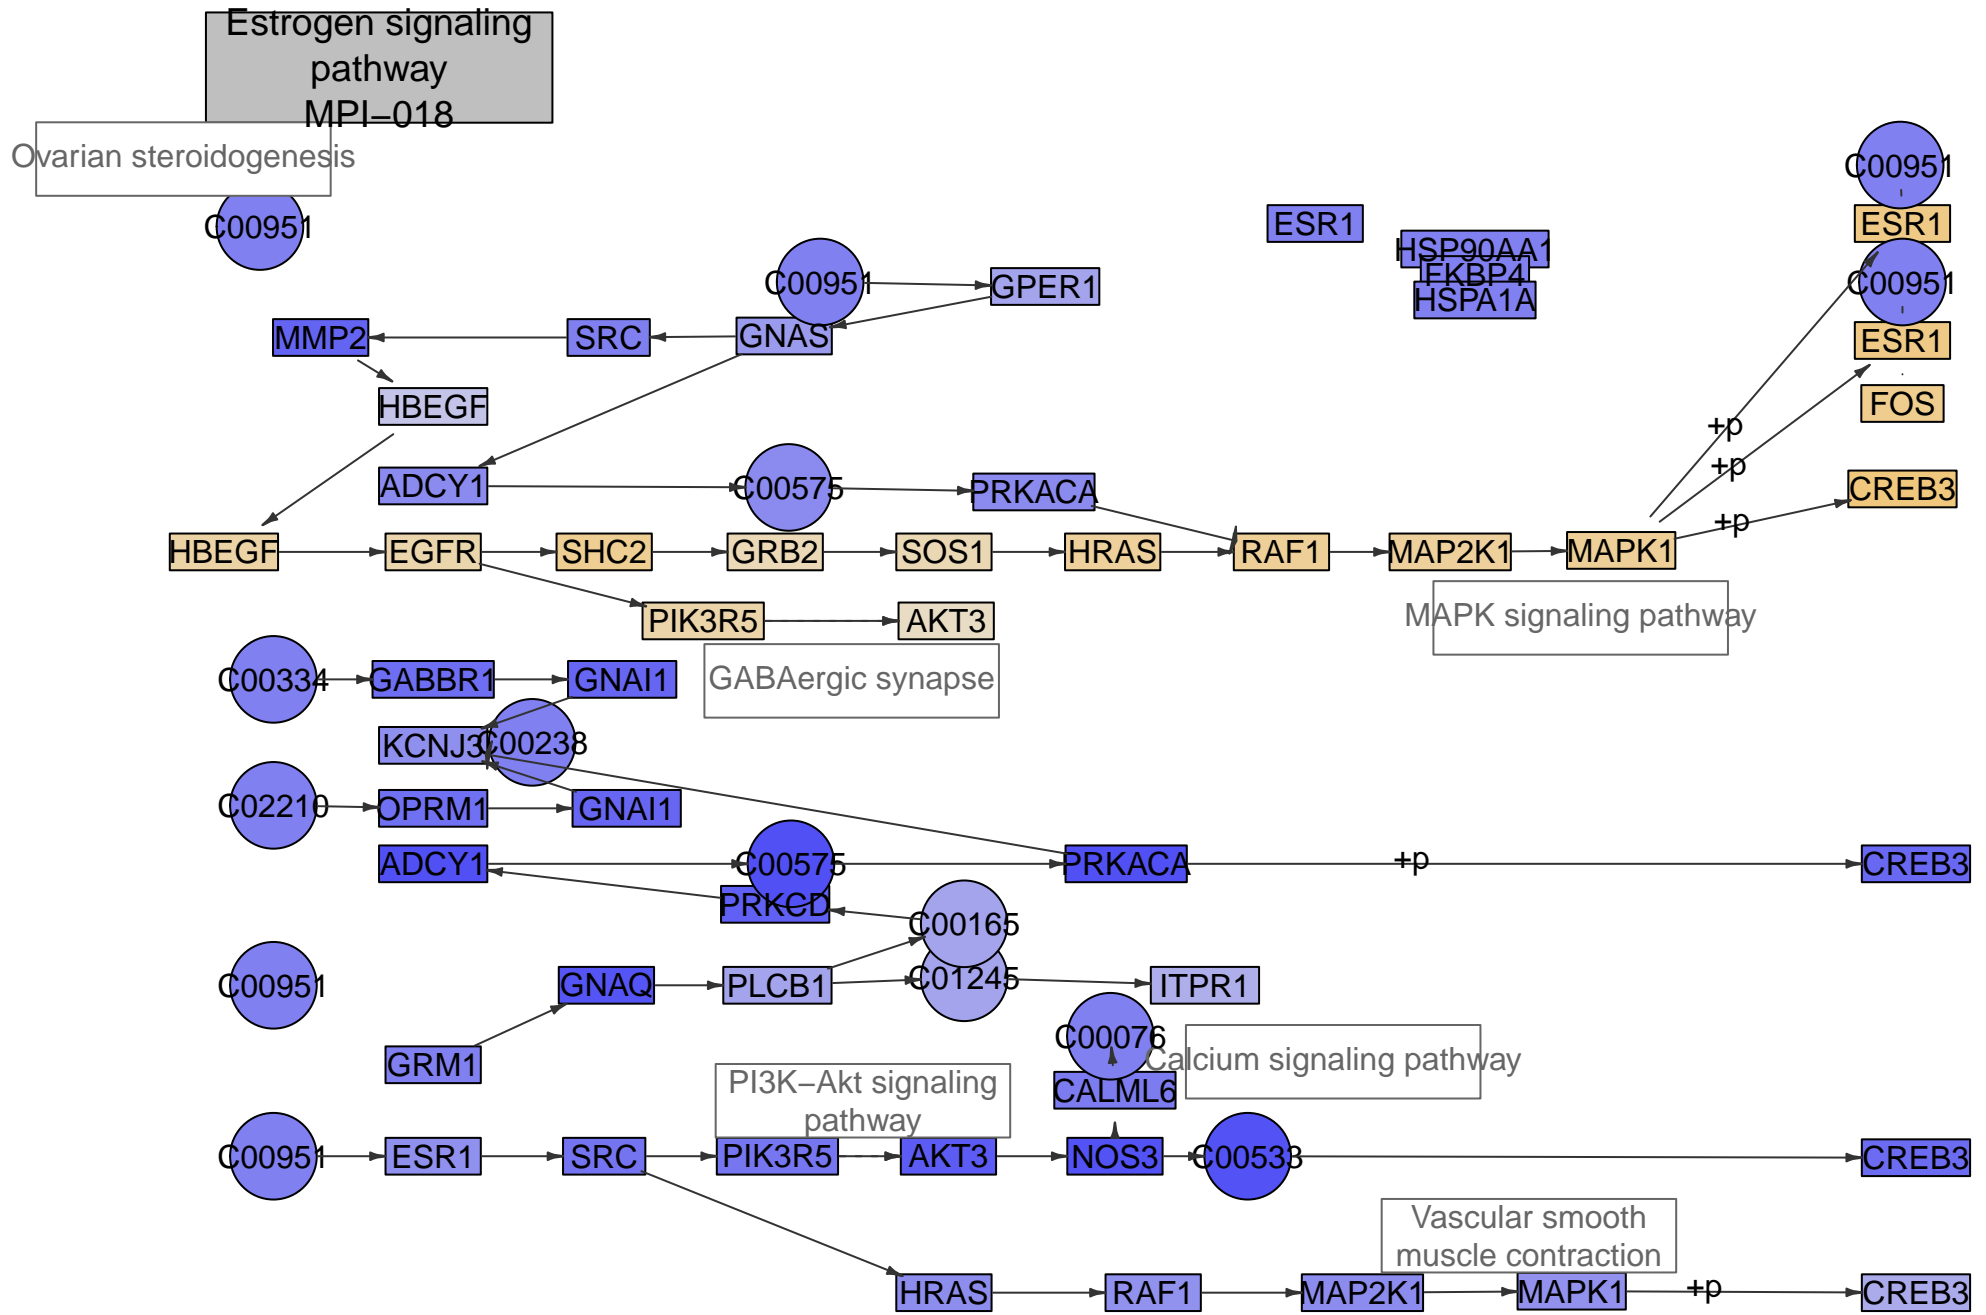 Estrogen signaling
pathway
MPI−018
Ovarian steroidogenesis
C00951
C00951
ESR1
ESR1
HSP90AA1
FKBP4
HSPA1A
C00951
GPER1
C00951
MMP2
SRC
GNAS
ESR1
HBEGF
FOS
+p
+p
ADCY1
C00575
PRKACA
CREB3
+p
HBEGF
EGFR
SHC2
GRB2
SOS1
HRAS
RAF1
MAP2K1
MAPK1
PIK3R5
AKT3
MAPK signaling pathway
C00334
GABBR1
GNAI1
GABAergic synapse
KCNJ3
C00238
C02210
OPRM1
GNAI1
ADCY1
C00575
PRKACA
+p
CREB3
PRKCD
C00165
C00951
GNAQ
PLCB1
C01245
ITPR1
C00076
Calcium signaling pathway
GRM1
CALML6
PI3K−Akt signaling
pathway
C00951
ESR1
SRC
PIK3R5
AKT3
NOS3
C00533
CREB3
Vascular smooth
muscle contraction
HRAS
RAF1
MAP2K1
MAPK1
+p
CREB3